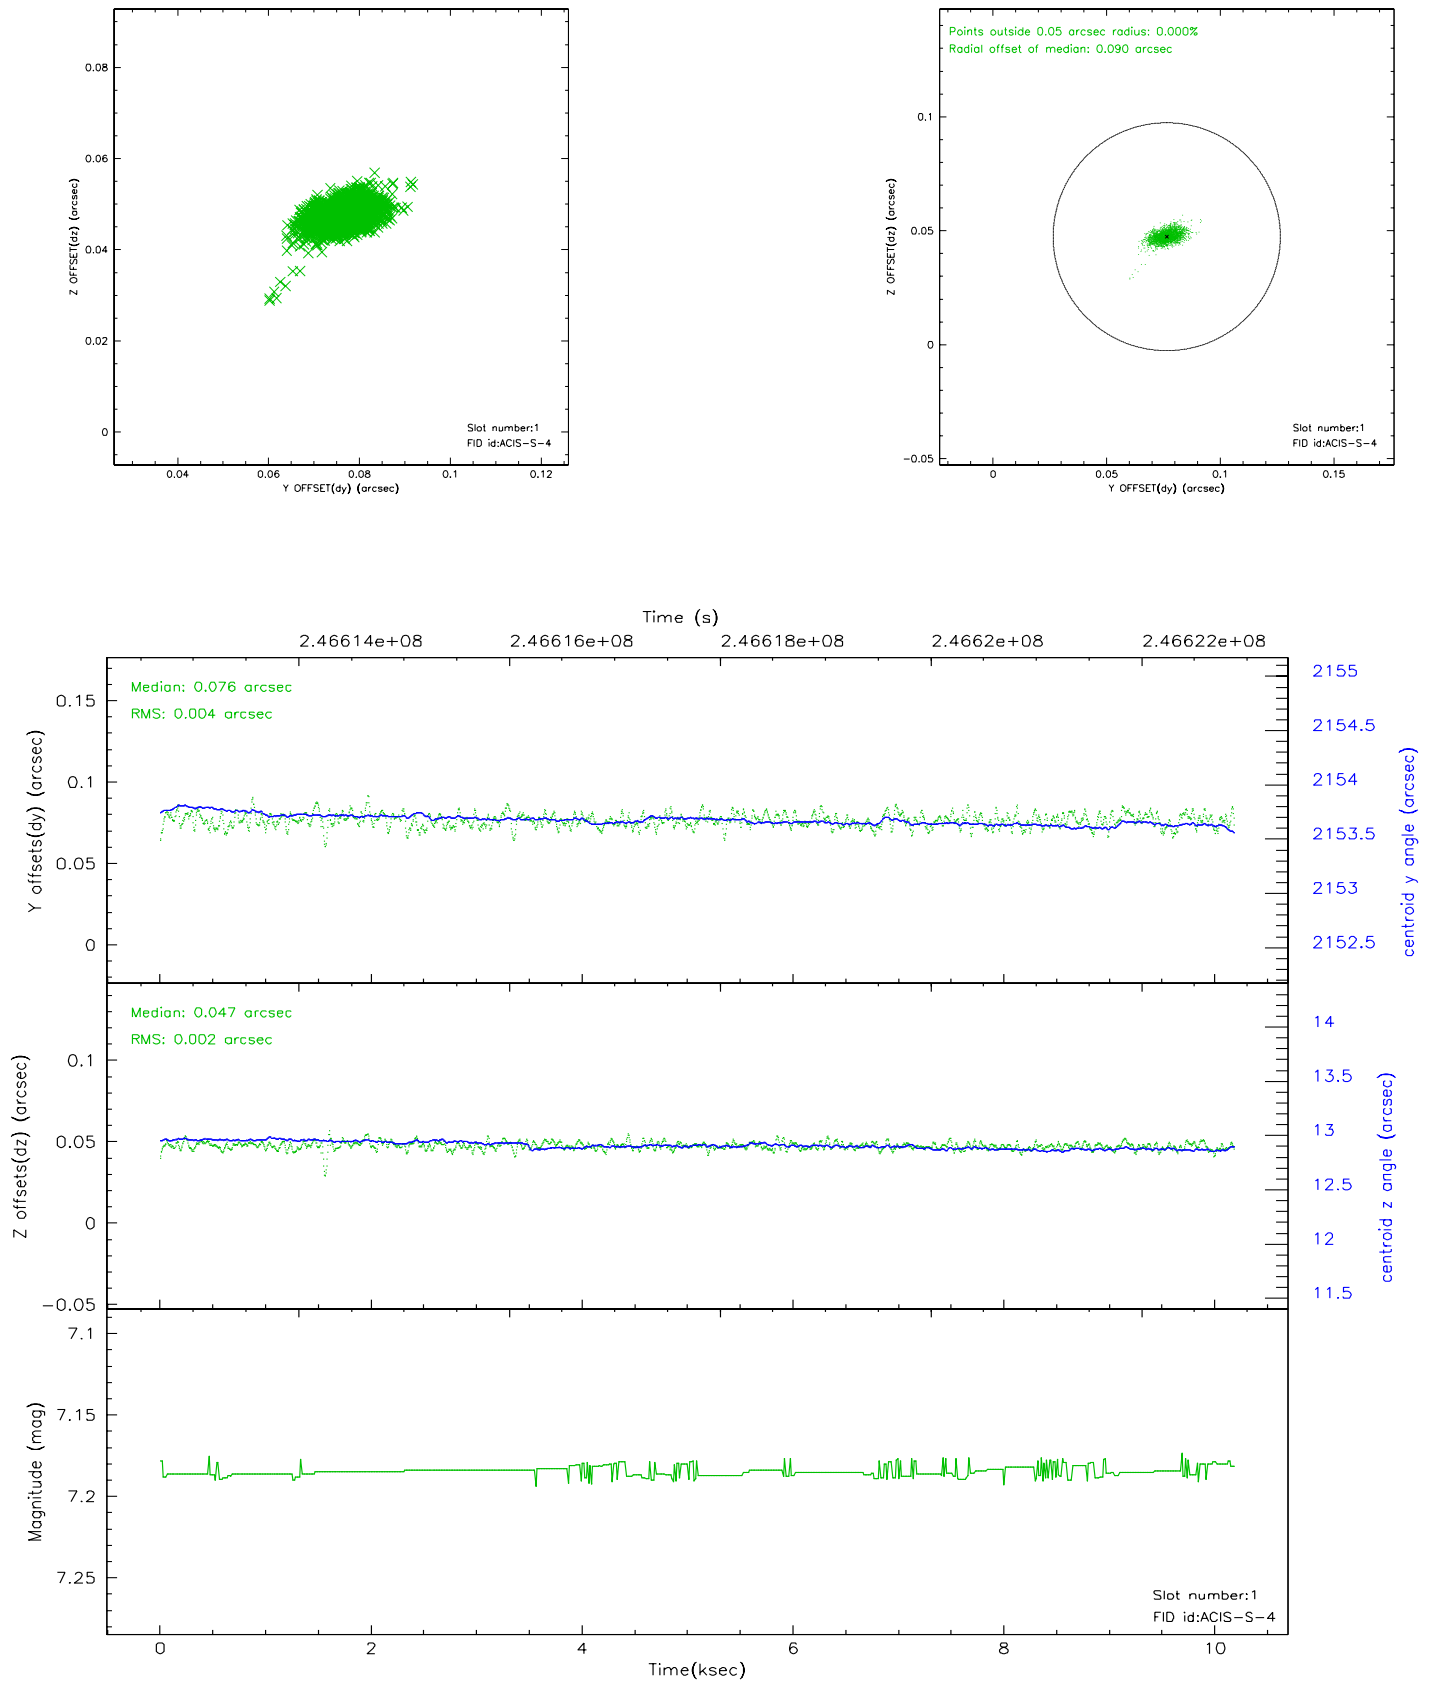 0.08
0.06
0.04
0.02
0
Z OFFSET(dz) (arcsec)
Slot number:1
FID id:ACIS-S-4
0.04 0.06 0.08 0.1 0.12
Y OFFSET(dy) (arcsec)
Points outside 0.05 arcsec radius: 0.000%
Radial offset of median: 0.090 arcsec
0.1
0.05
0
-0.05
Z OFFSET(dz) (arcsec)
Slot number:1
FID id:ACIS-S-4
0 0.05 0.1 0.15
Y OFFSET(dy) (arcsec)
Time (s)
2.46614e+08 2.46616e+08 2.46618e+08 2.4662e+08 2.46622e+08
Median: 0.076 arcsec
RMS: 0.004 arcsec
0.15
0.1
0.05
0
Y offsets(dy) (arcsec)
2155
2154.5
2154
2153.5
2153
2152.5
centroid y angle (arcsec)
Median: 0.047 arcsec
RMS: 0.002 arcsec
0.1
0.05
0
-0.05
Z offsets(dz) (arcsec)
14
13.5
13
12.5
12
11.5
centroid z angle (arcsec)
7.1
7.15
7.2
7.25
Magnitude (mag)
Slot number:1
FID id:ACIS-S-4
0 2 4 6 8 10
Time(ksec)